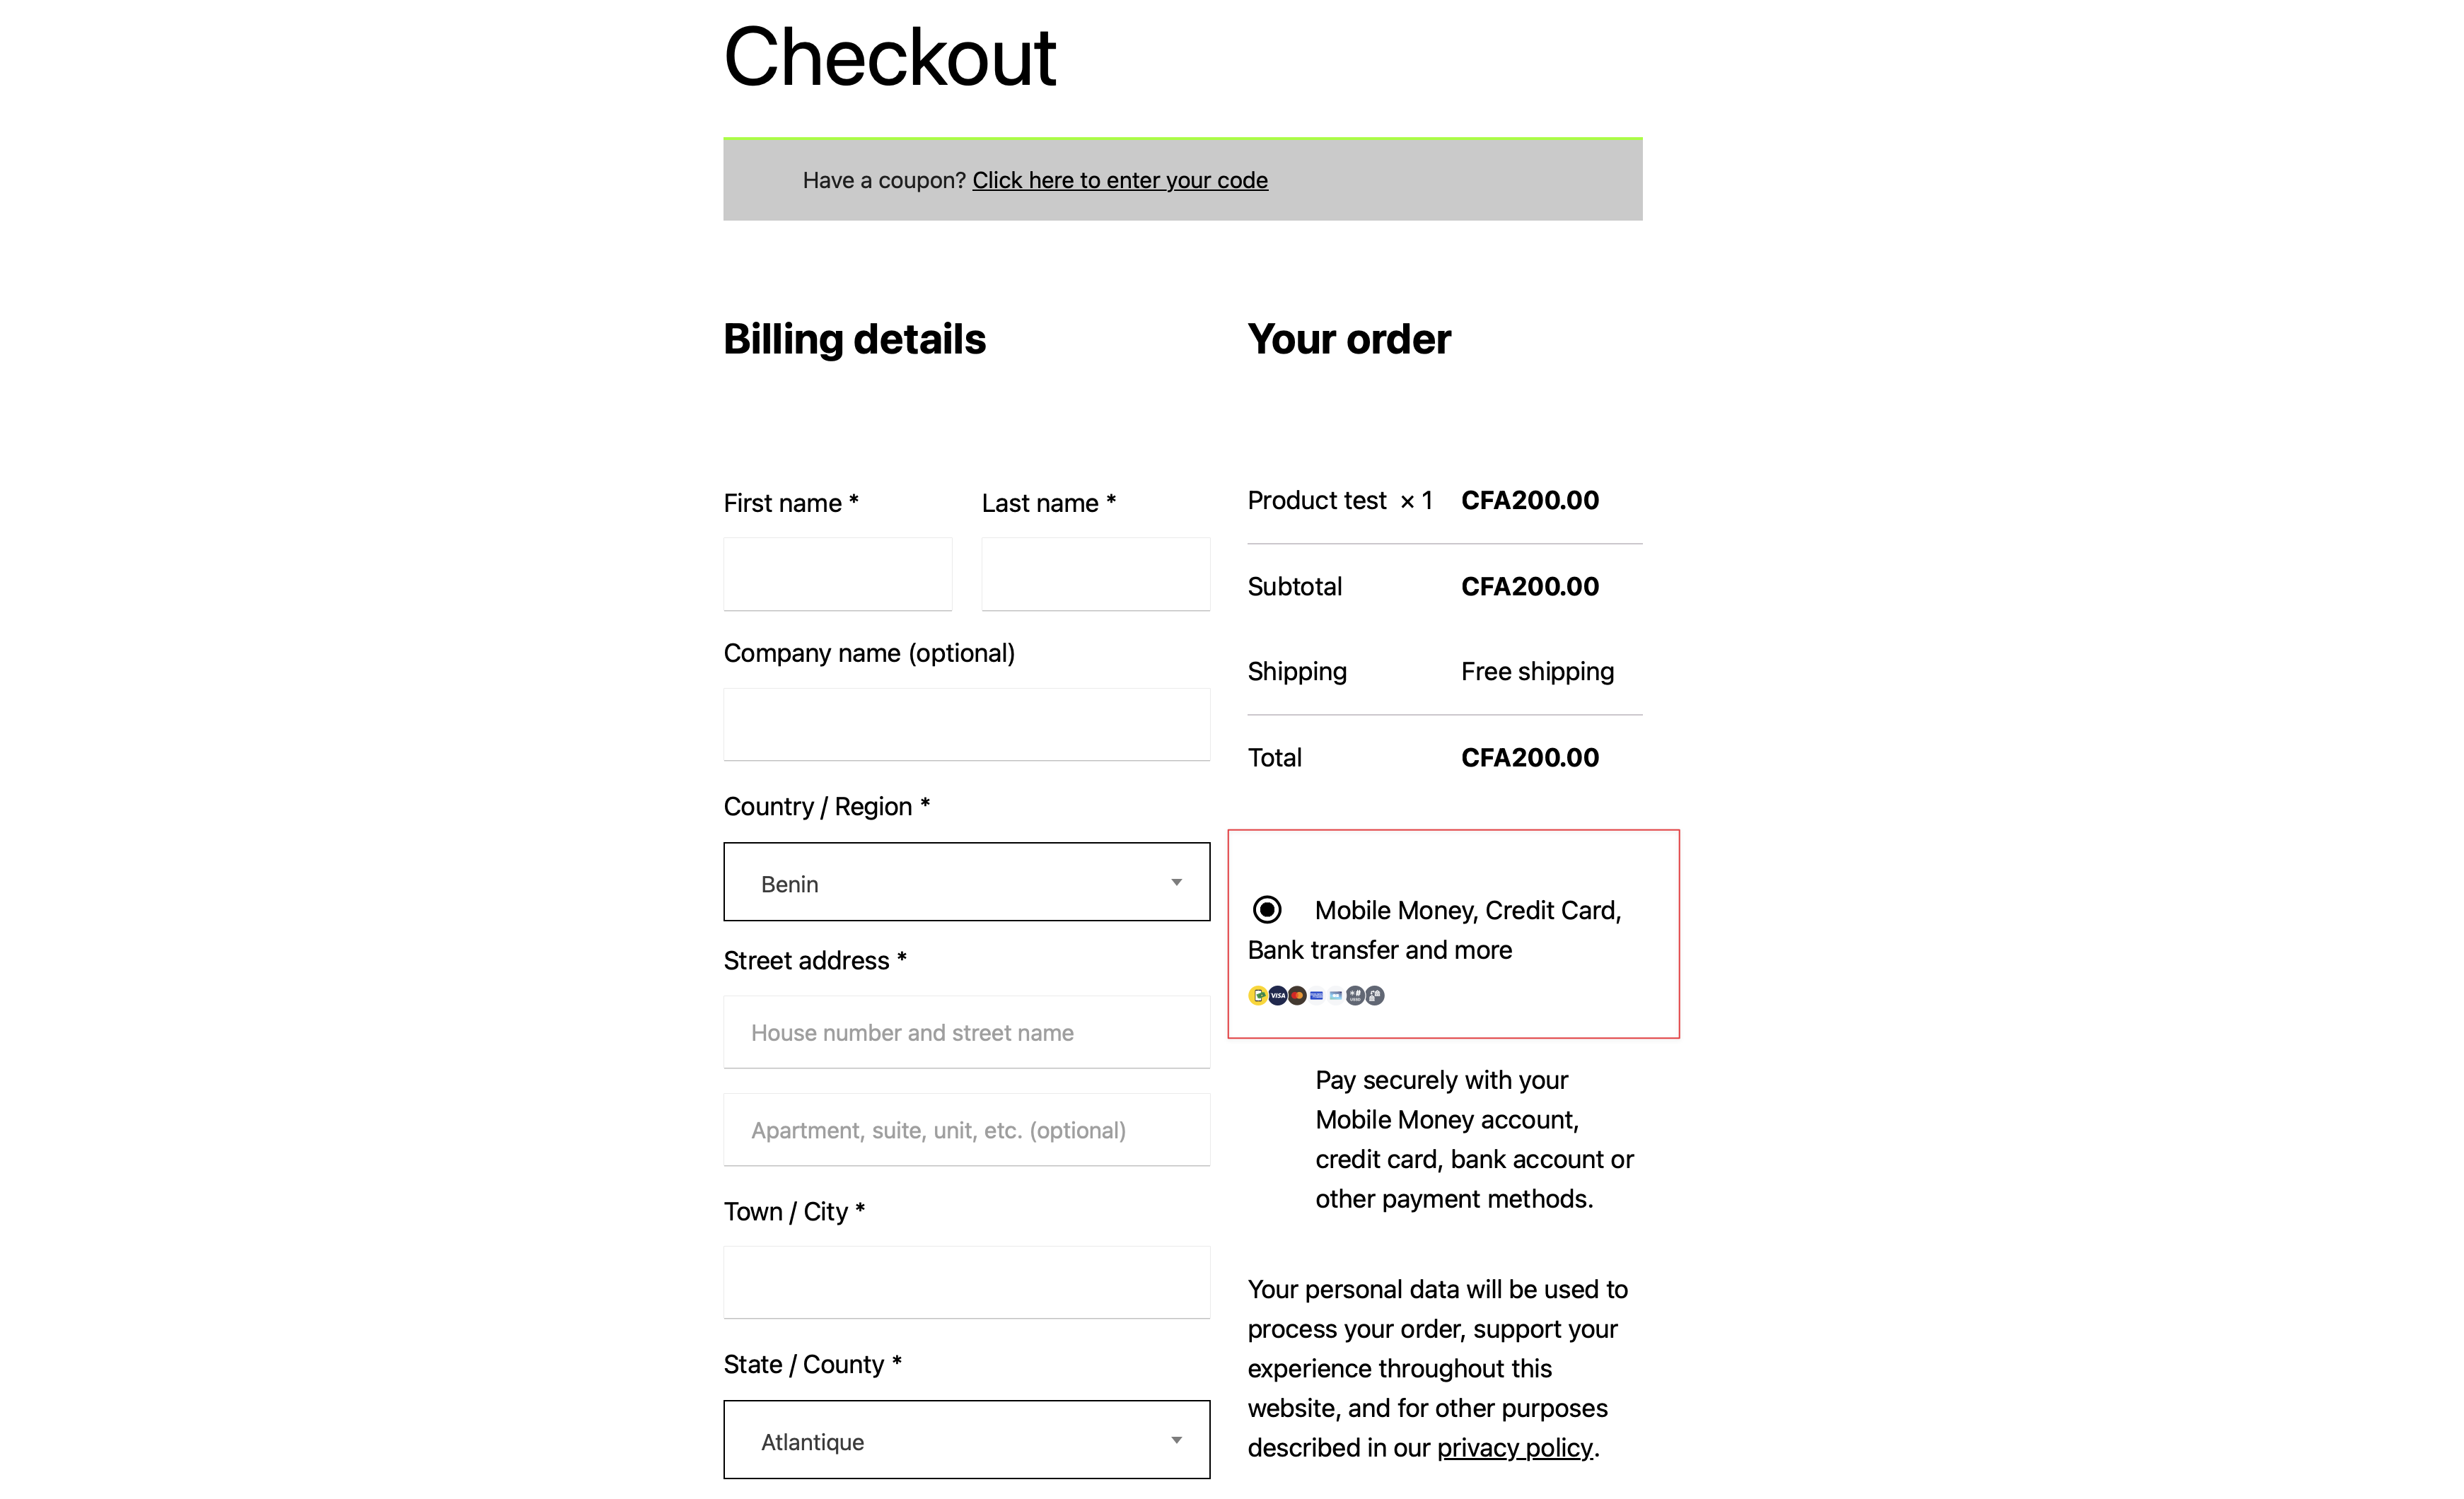 Checkout
Have a coupon? Click here to enter your code
Billing details
First name *
Last name *
Company name (optional)
Country / Region *
Benin
Street address *
House number and street name
Apartment, suite, unit, etc. (optional)
Town / City *
State / County *
Atlantique
Your order
Product test × 1 CFA200.00
Subtotal CFA200.00
Shipping Free shipping
Total CFA200.00
Mobile Money, Credit Card,
Bank transfer and more
VISA
Pay securely with your
Mobile Money account,
credit card, bank account or
other payment methods.
Your personal data will be used to
process your order, support your
experience throughout this
website, and for other purposes
described in our privacy policy.